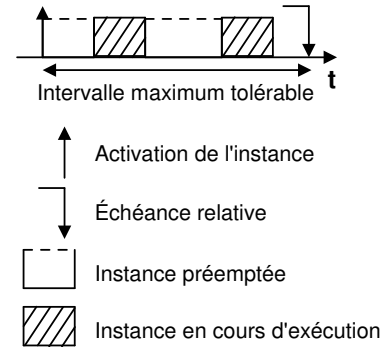 t
Intervalle maximum tolérable
Activation de l'instance
Échéance relative
Instance préemptée
Instance en cours d'exécution